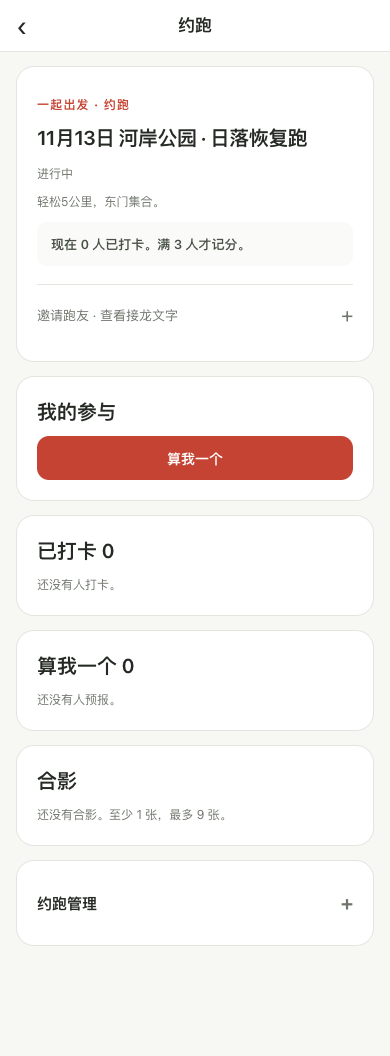 ‹
约跑
一起出发 · 约跑
11月13日 河岸公园 · 日落恢复跑
进行中
轻松5公里，东门集合。
现在 0 人已打卡。满 3 人才记分。
邀请跑友 · 查看接龙文字 +
我的参与
算我一个
已打卡 0
还没有人打卡。
算我一个 0
还没有人预报。
合影
还没有合影。至少 1 张，最多 9 张。
约跑管理 +